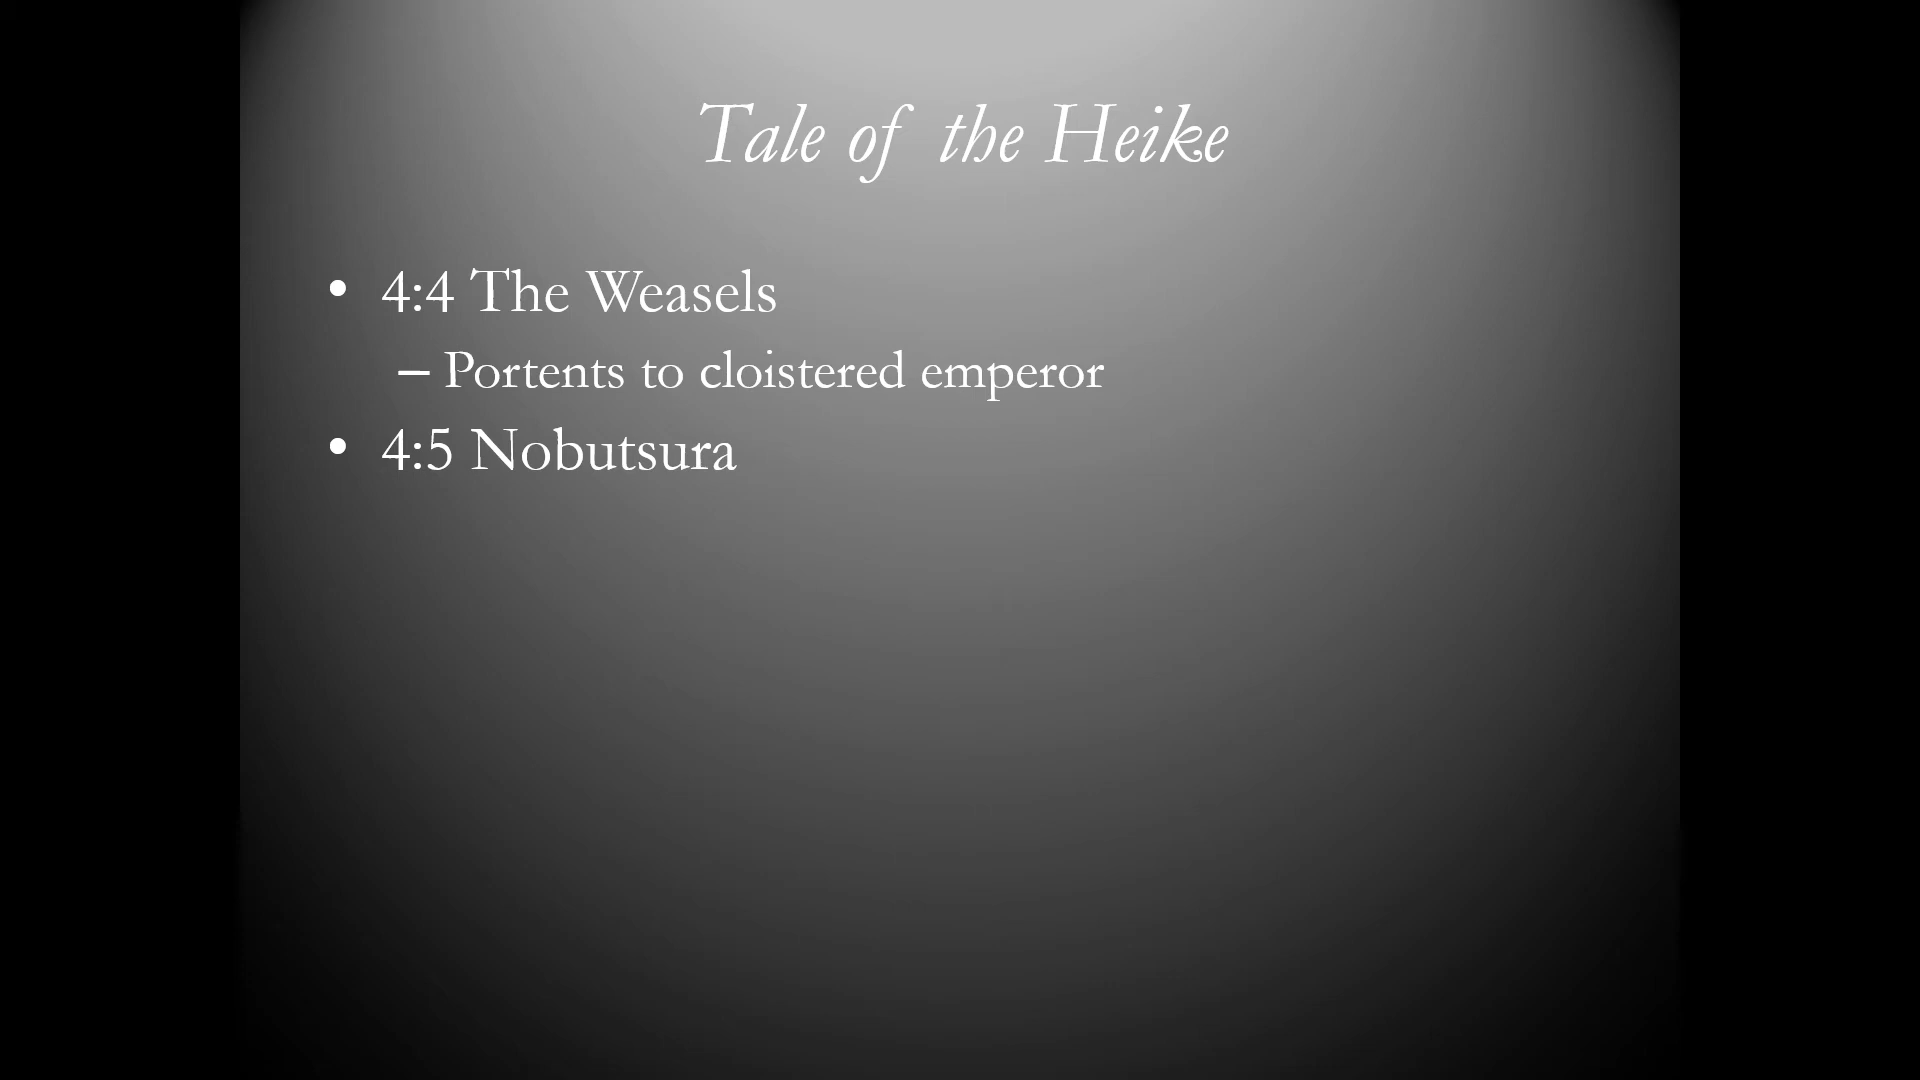 Tale of the Heike
• 4:4 The Weasels
– Portents to cloistered emperor
• 4:5 Nobutsura